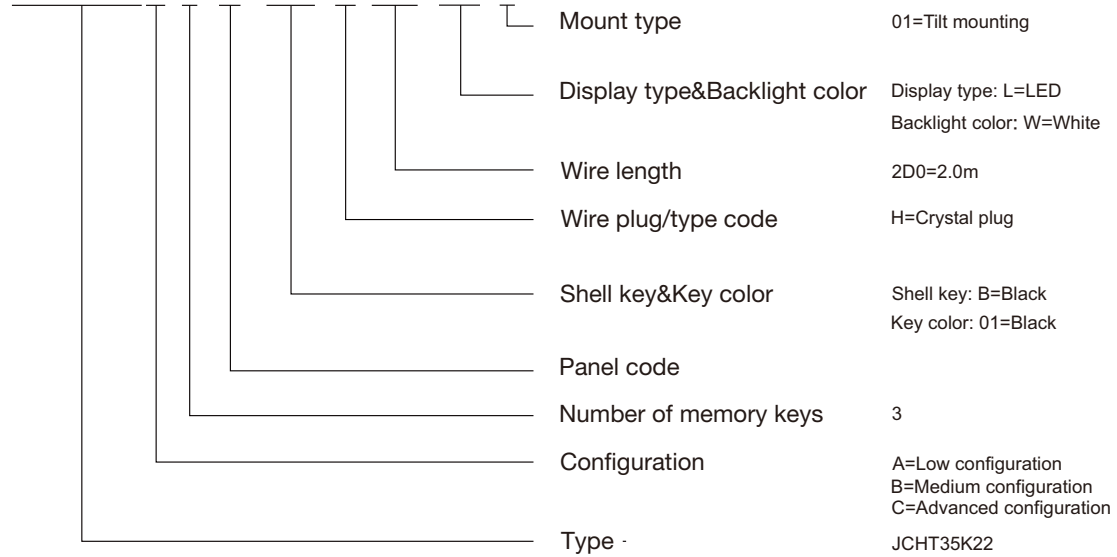 Mount type 01=Tilt mounting
Display type&Backlight color Display type: L=LED
Backlight color: W=White
Wire length 2D0=2.0m
Wire plug/type code H=Crystal plug
Shell key&Key color Shell key: B=Black
Key color: 01=Black
Panel code
Number of memory keys 3
Configuration A=Low configuration
B=Medium configuration
C=Advanced configuration
Type - JCHT35K22